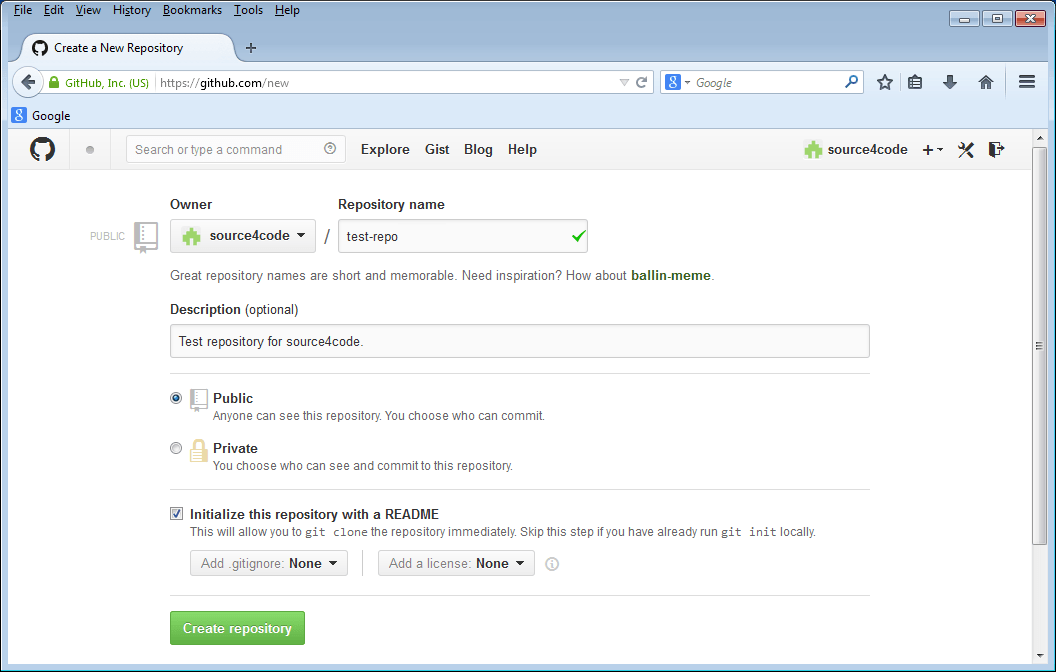 File Edit View History Bookmarks Tools Help
Create a New Repository
GitHub, Inc. (US) https://github.com/new
8 Google
8 Google
Search or type a command Explore Gist Blog Help source4code
Owner Repository name
PUBLIC source4code / test-repo
Great repository names are short and memorable. Need inspiration? How about ballin-meme.
Description (optional)
Test repository for source4code.
Public
Anyone can see this repository. You choose who can commit.
Private
You choose who can see and commit to this repository.
Initialize this repository with a README
This will allow you to git clone the repository immediately. Skip this step if you have already run git init locally.
Add .gitignore: None Add a license: None
Create repository